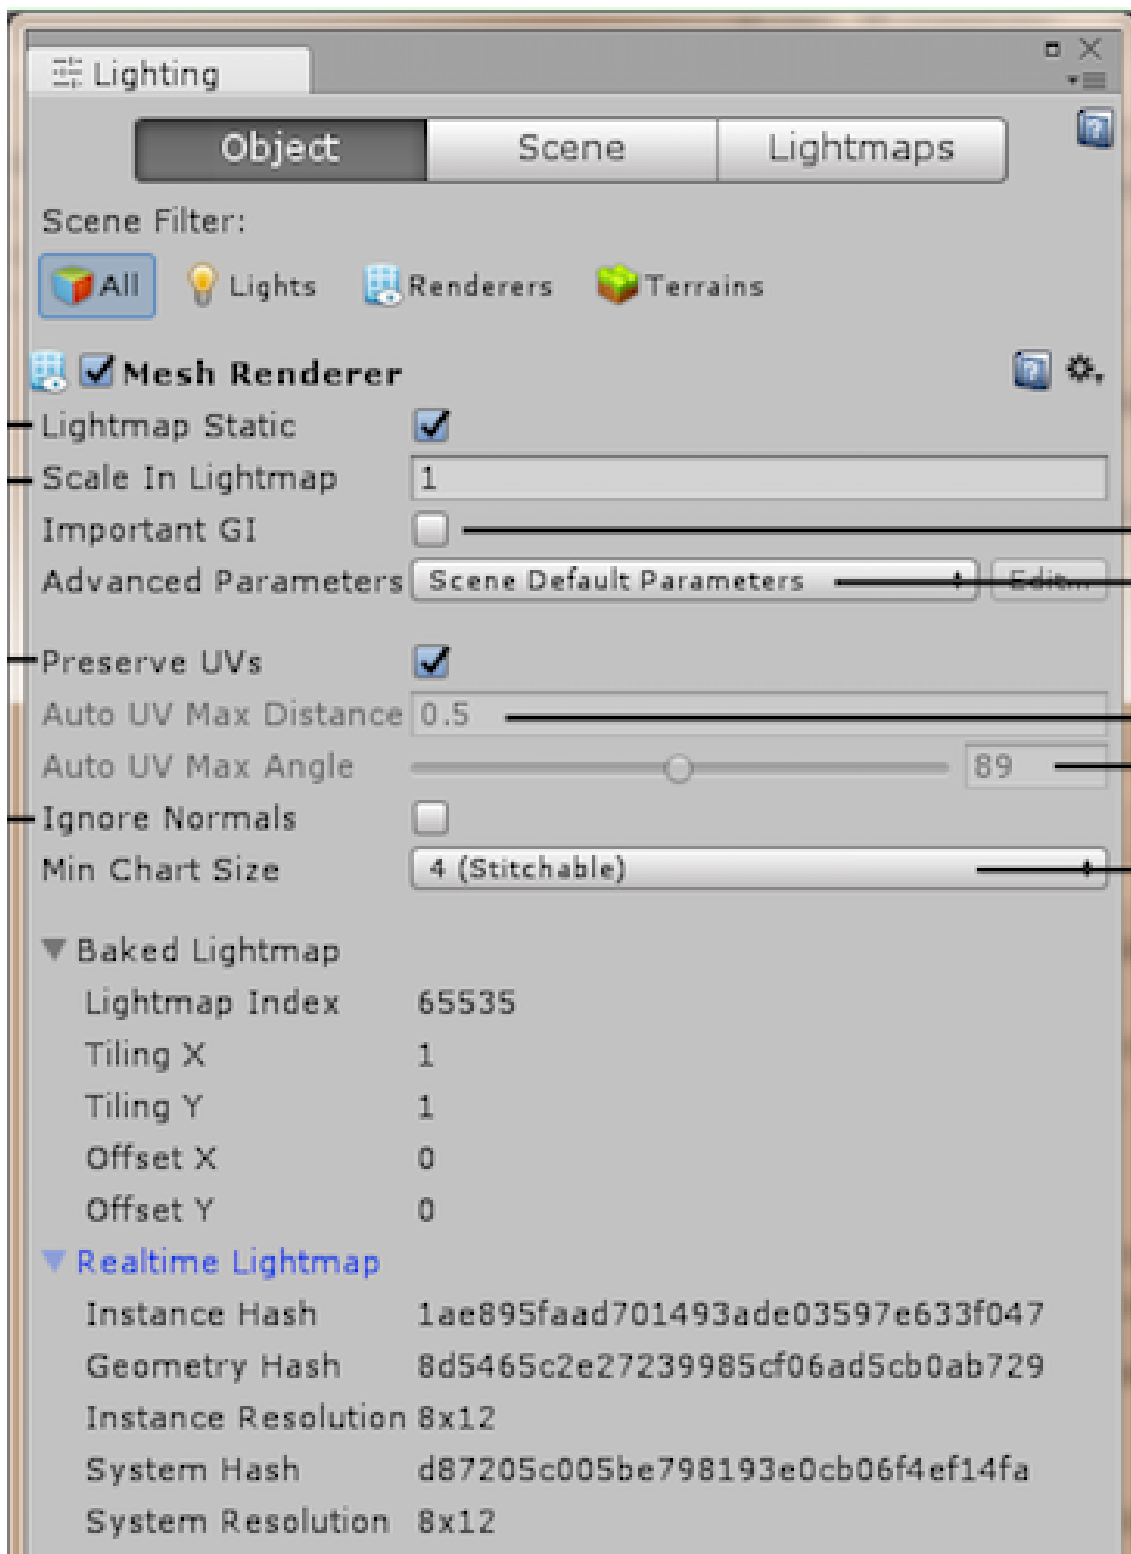 Lighting
Object Scene Lightmaps
Scene Filter:
All Lights Renderers Terrains
Mesh Renderer
Lightmap Static
Scale In Lightmap 1
Important GI
Advanced Parameters Scene Default Parameters Edit...
Preserve UVs
Auto UV Max Distance 0.5
Auto UV Max Angle 89
Ignore Normals
Min Chart Size 4 (Stitchable)
Baked Lightmap
Lightmap Index 65535
Tiling X 1
Tiling Y 1
Offset X 0
Offset Y 0
Realtime Lightmap
Instance Hash 1ae895faad701493ade03597e633f047
Geometry Hash 8d5465c2e27239985cf06ad5cb0ab729
Instance Resolution 8x12
System Hash d87205c005be798193e0cb06f4ef14fa
System Resolution 8x12